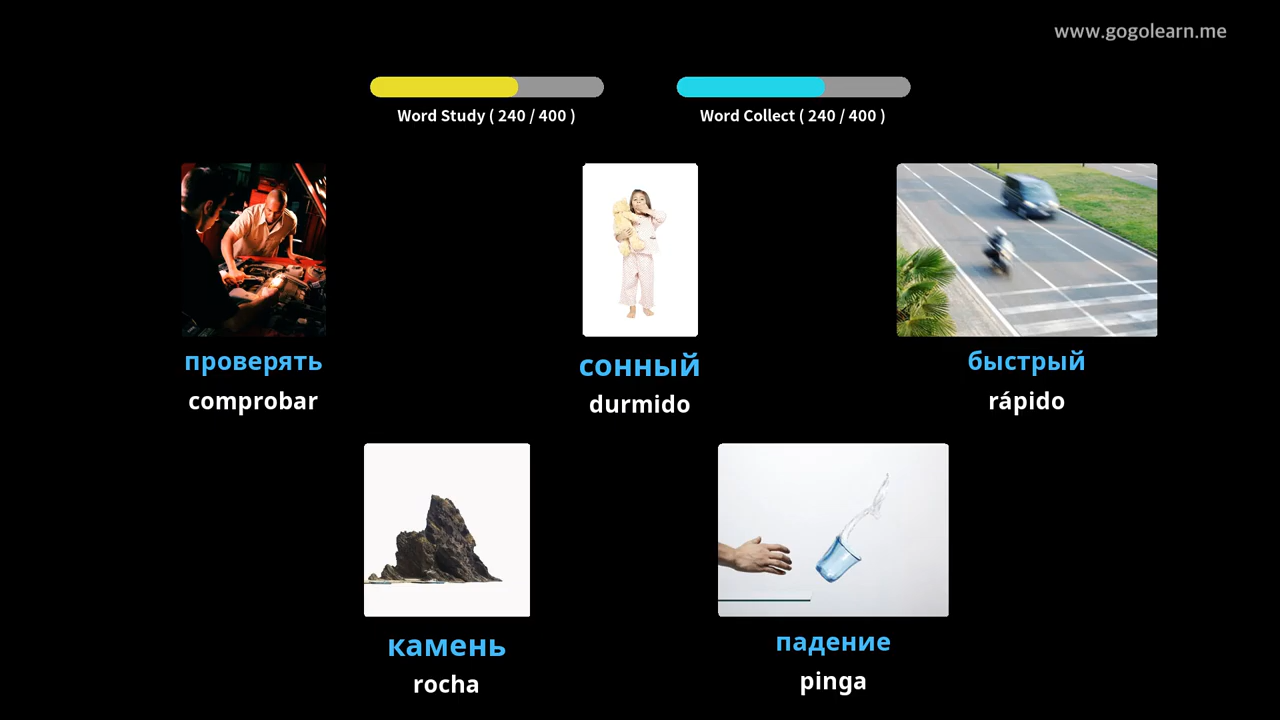 www.gogolearn.me
Word Study ( 240 / 400 )
Word Collect ( 240 / 400 )
проверять
comprobar
сонный
durmido
быстрый
rápido
камень
rocha
падение
pinga